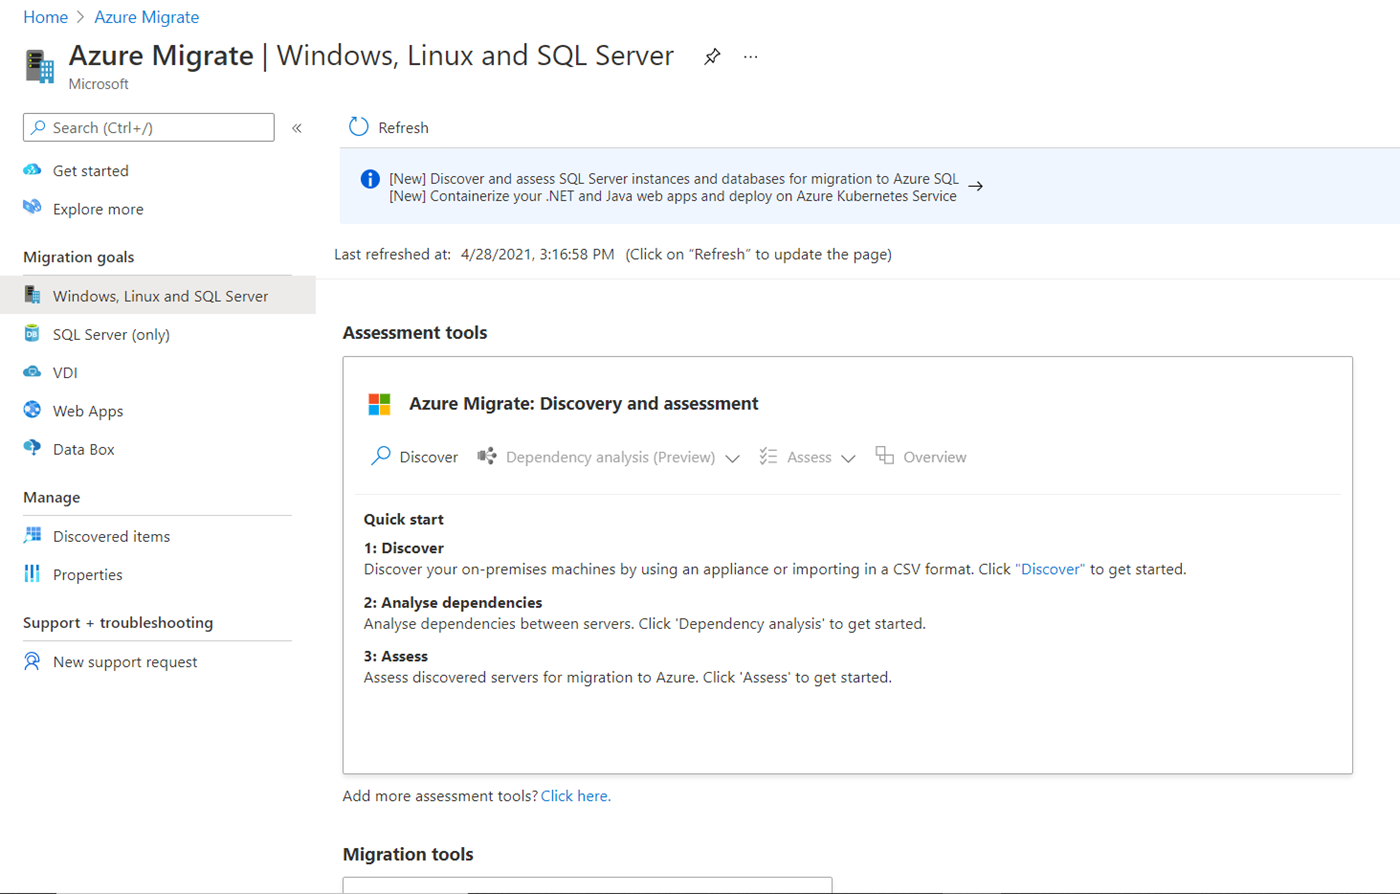 Home > Azure Migrate
Azure Migrate | Windows, Linux and SQL Server ...
Microsoft
Search (Ctrl+/) «
Get started
Explore more
Migration goals
Windows, Linux and SQL Server
SQL Server (only)
VDI
Web Apps
Data Box
Manage
Discovered items
Properties
Support + troubleshooting
New support request
Refresh
[New] Discover and assess SQL Server instances and databases for migration to Azure SQL
[New] Containerize your .NET and Java web apps and deploy on Azure Kubernetes Service →
Last refreshed at: 4/28/2021, 3:16:58 PM (Click on “Refresh” to update the page)
Assessment tools
Azure Migrate: Discovery and assessment
Discover Dependency analysis (Preview) Assess Overview
Quick start
1: Discover
Discover your on-premises machines by using an appliance or importing in a CSV format. Click "Discover" to get started.
2: Analyse dependencies
Analyse dependencies between servers. Click 'Dependency analysis' to get started.
3: Assess
Assess discovered servers for migration to Azure. Click 'Assess' to get started.
Add more assessment tools? Click here.
Migration tools